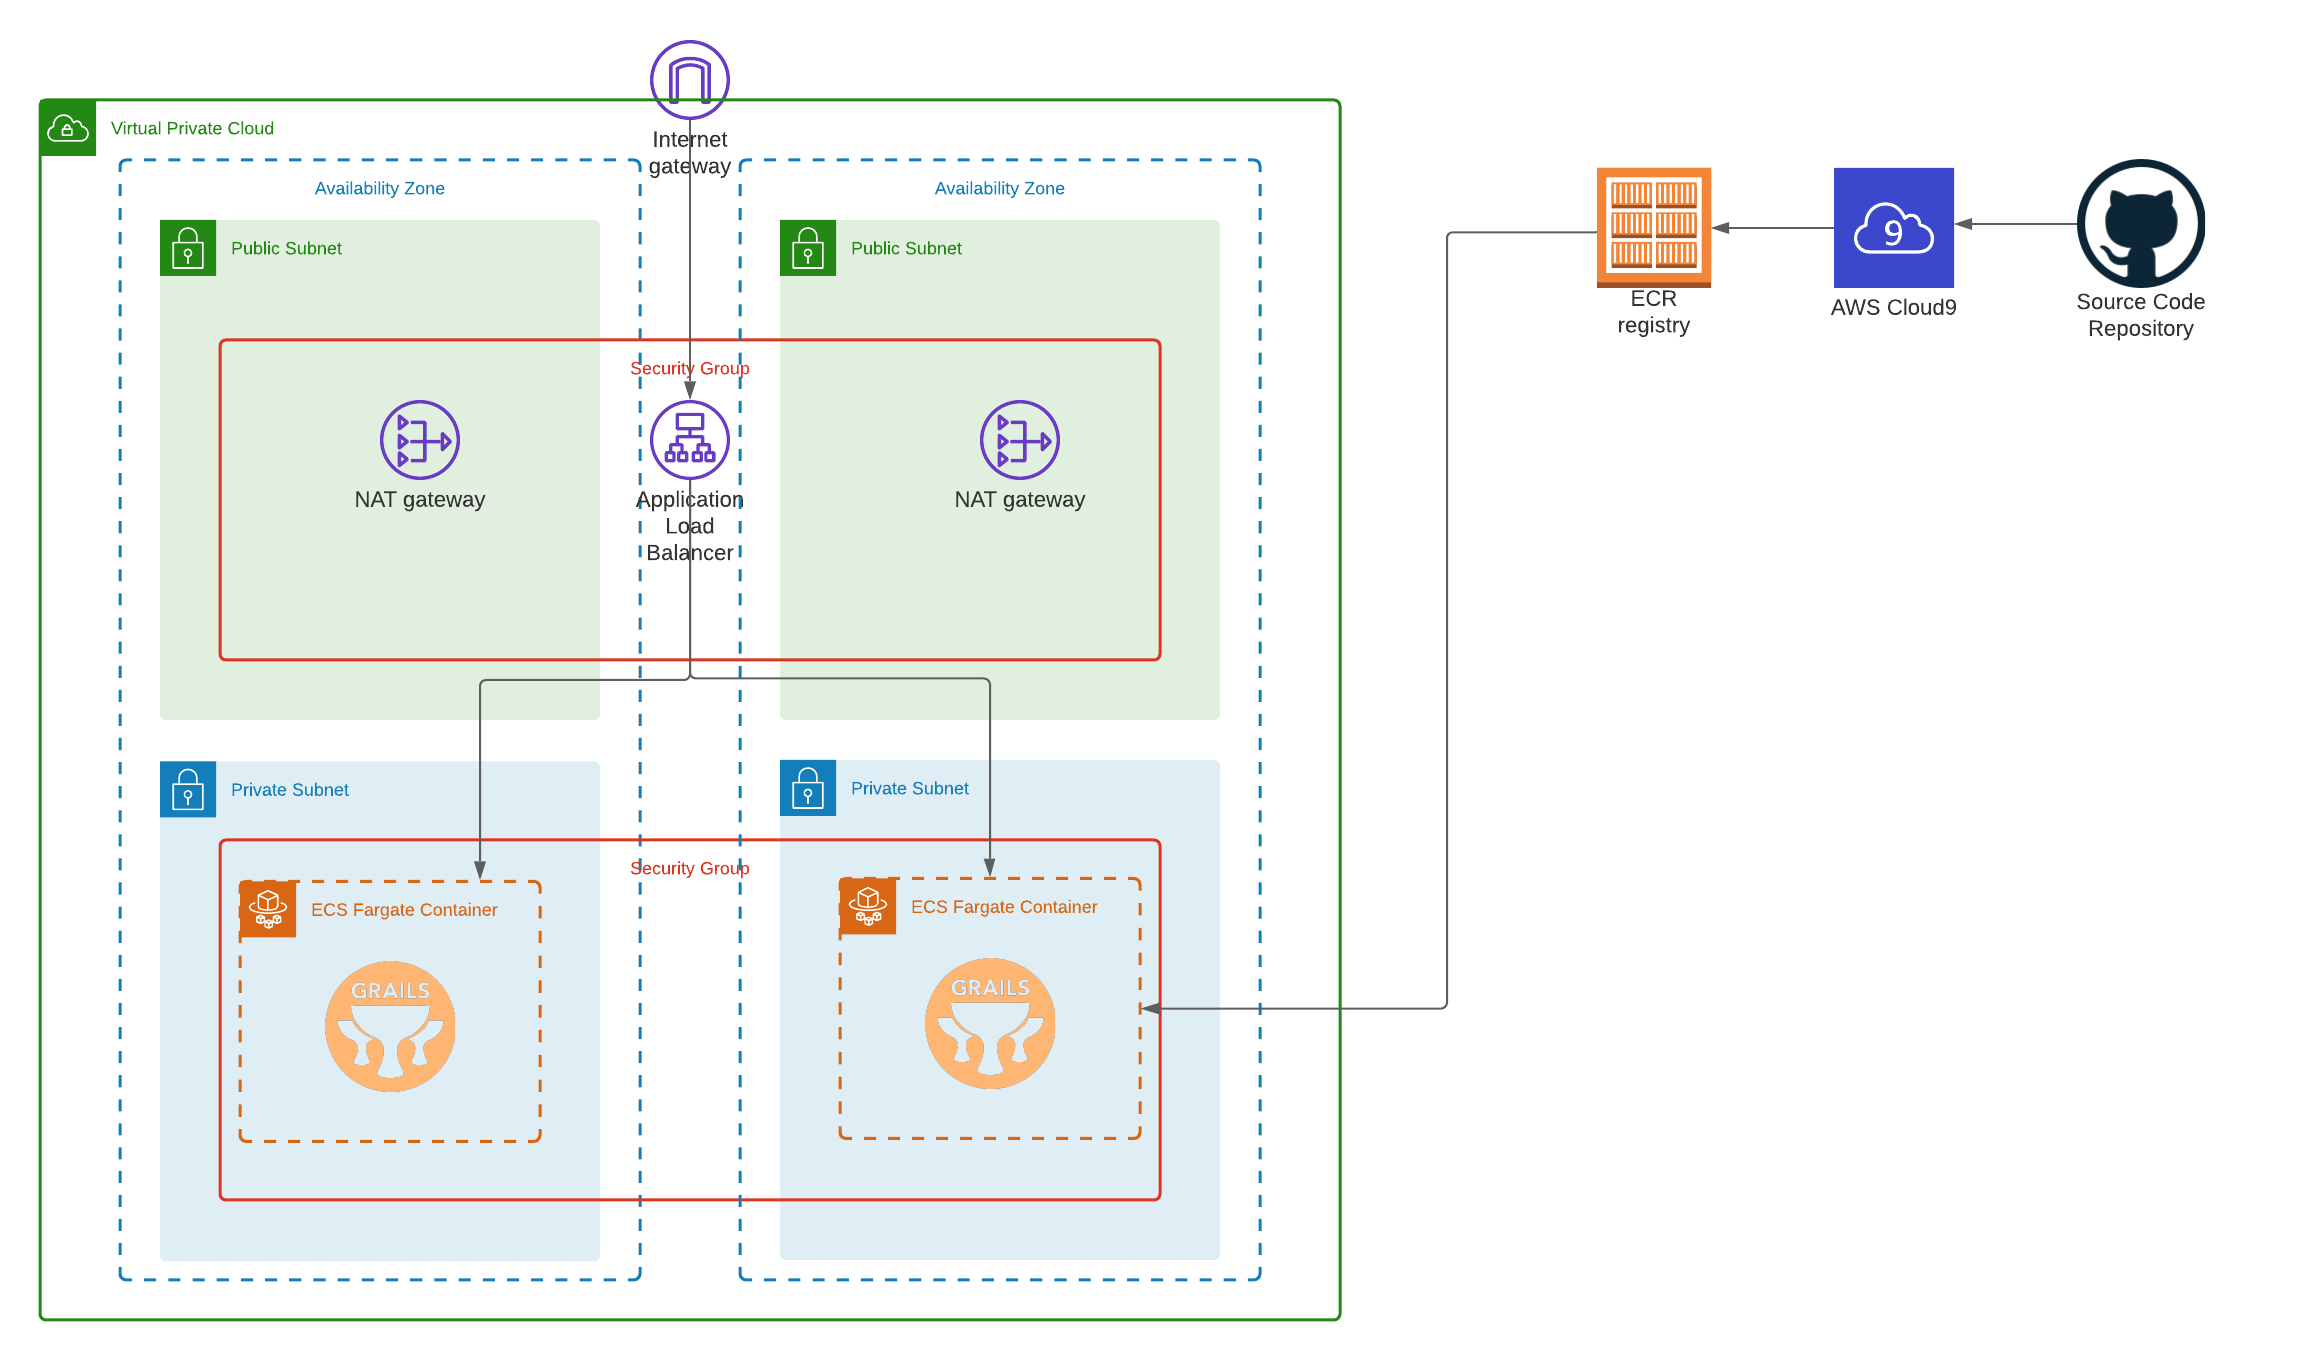 Internet
gateway
Virtual Private Cloud
Availability Zone
Availability Zone
Public Subnet
Public Subnet
ECR
registry
9
AWS Cloud9
Source Code
Repository
Security Group
NAT gateway
Application
Load
Balancer
NAT gateway
Private Subnet
Private Subnet
Security Group
ECS Fargate Container
ECS Fargate Container
GRAILS
GRAILS